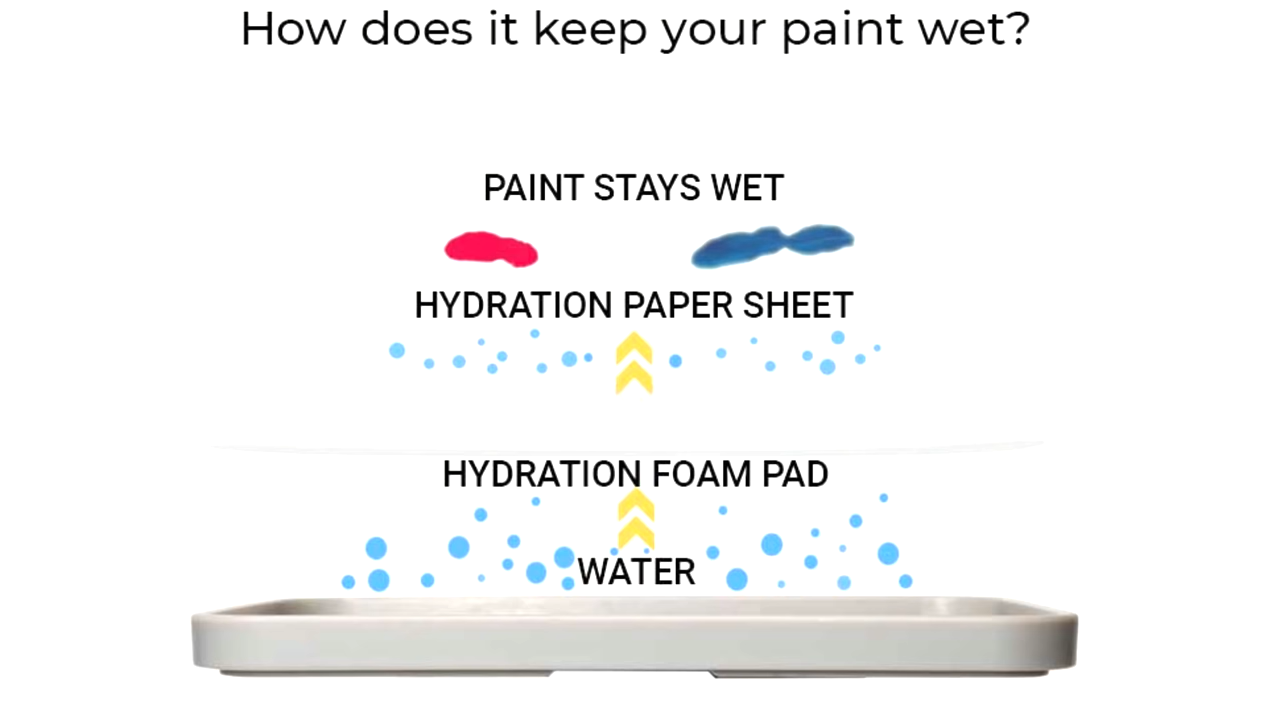 How does it keep your paint wet?
PAINT STAYS WET
HYDRATION PAPER SHEET
HYDRATION FOAM PAD
WATER